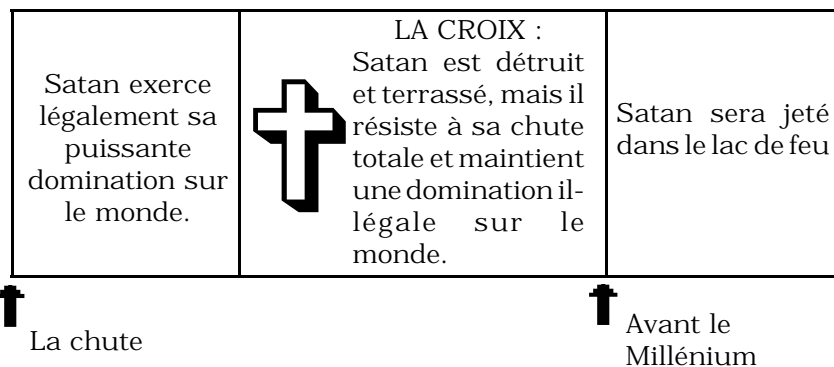 Satan exerce
légalement sa
puissante
domination sur
le monde.
LA CROIX :
Satan est détruit
et terrassé, mais il
résiste à sa chute
totale et maintient
une domination il-
légale sur le
monde.
Satan sera jeté
dans le lac de feu
La chute
Avant le
Millénium